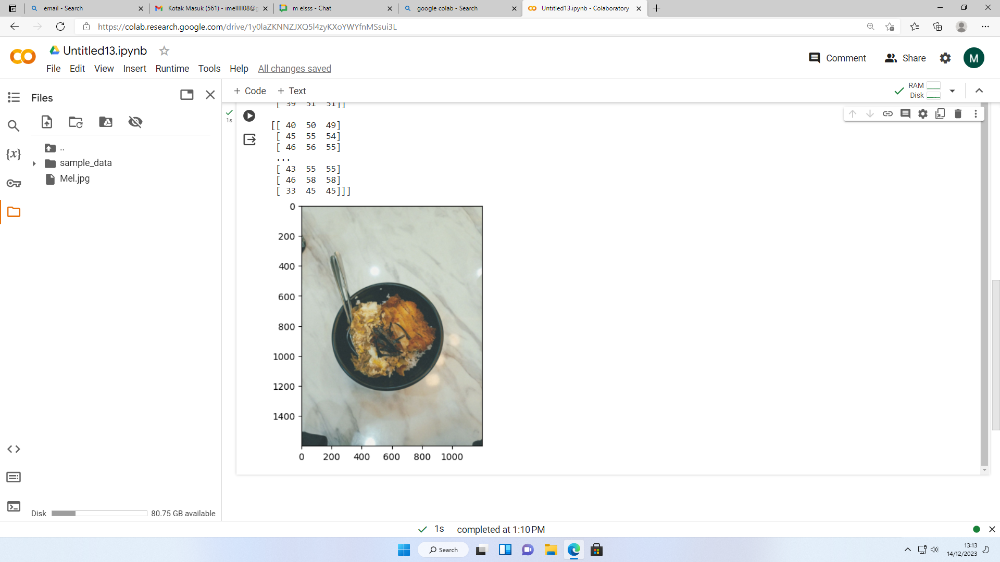 email - Search
Kotak Masuk (561) - imelllll08@g
m elsss - Chat
google colab - Search
Untitled13.ipynb - Colaboratory
https://colab.research.google.com/drive/1y0laZKNNZJXQ5l4zyKXoYWYfnMSsui3L
Untitled13.ipynb
File Edit View Insert Runtime Tools Help All changes saved
Comment
Share
M
Files
+ Code + Text
RAM
Disk
..
sample_data
Mel.jpg
{x}
1s
[ 39 51 51]]
[[ 40 50 49]
[ 45 55 54]
[ 46 56 55]
...
[ 43 55 55]
[ 46 58 58]
[ 33 45 45]]]
0
200
400
600
800
1000
1200
1400
0 200 400 600 800 1000
Disk 80.75 GB available
1s completed at 1:10 PM
Search
13:13
14/12/2023